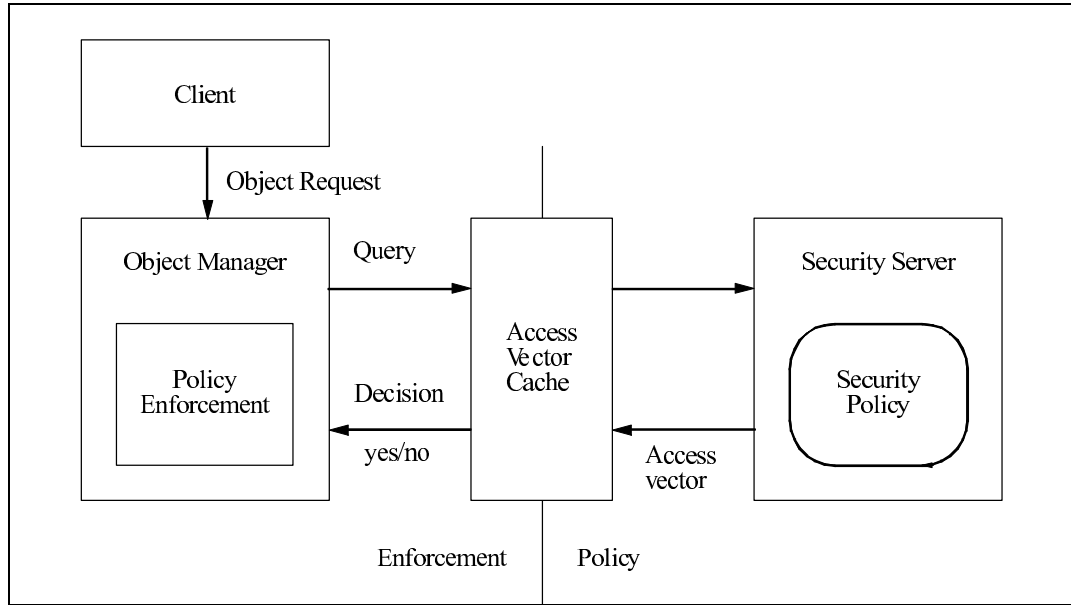 Client
Object Request
Object Manager
Query
Security Server
Access
Vector
Cache
Policy
Enforcement
Decision
yes/no
Security
Policy
Access
vector
Enforcement
Policy